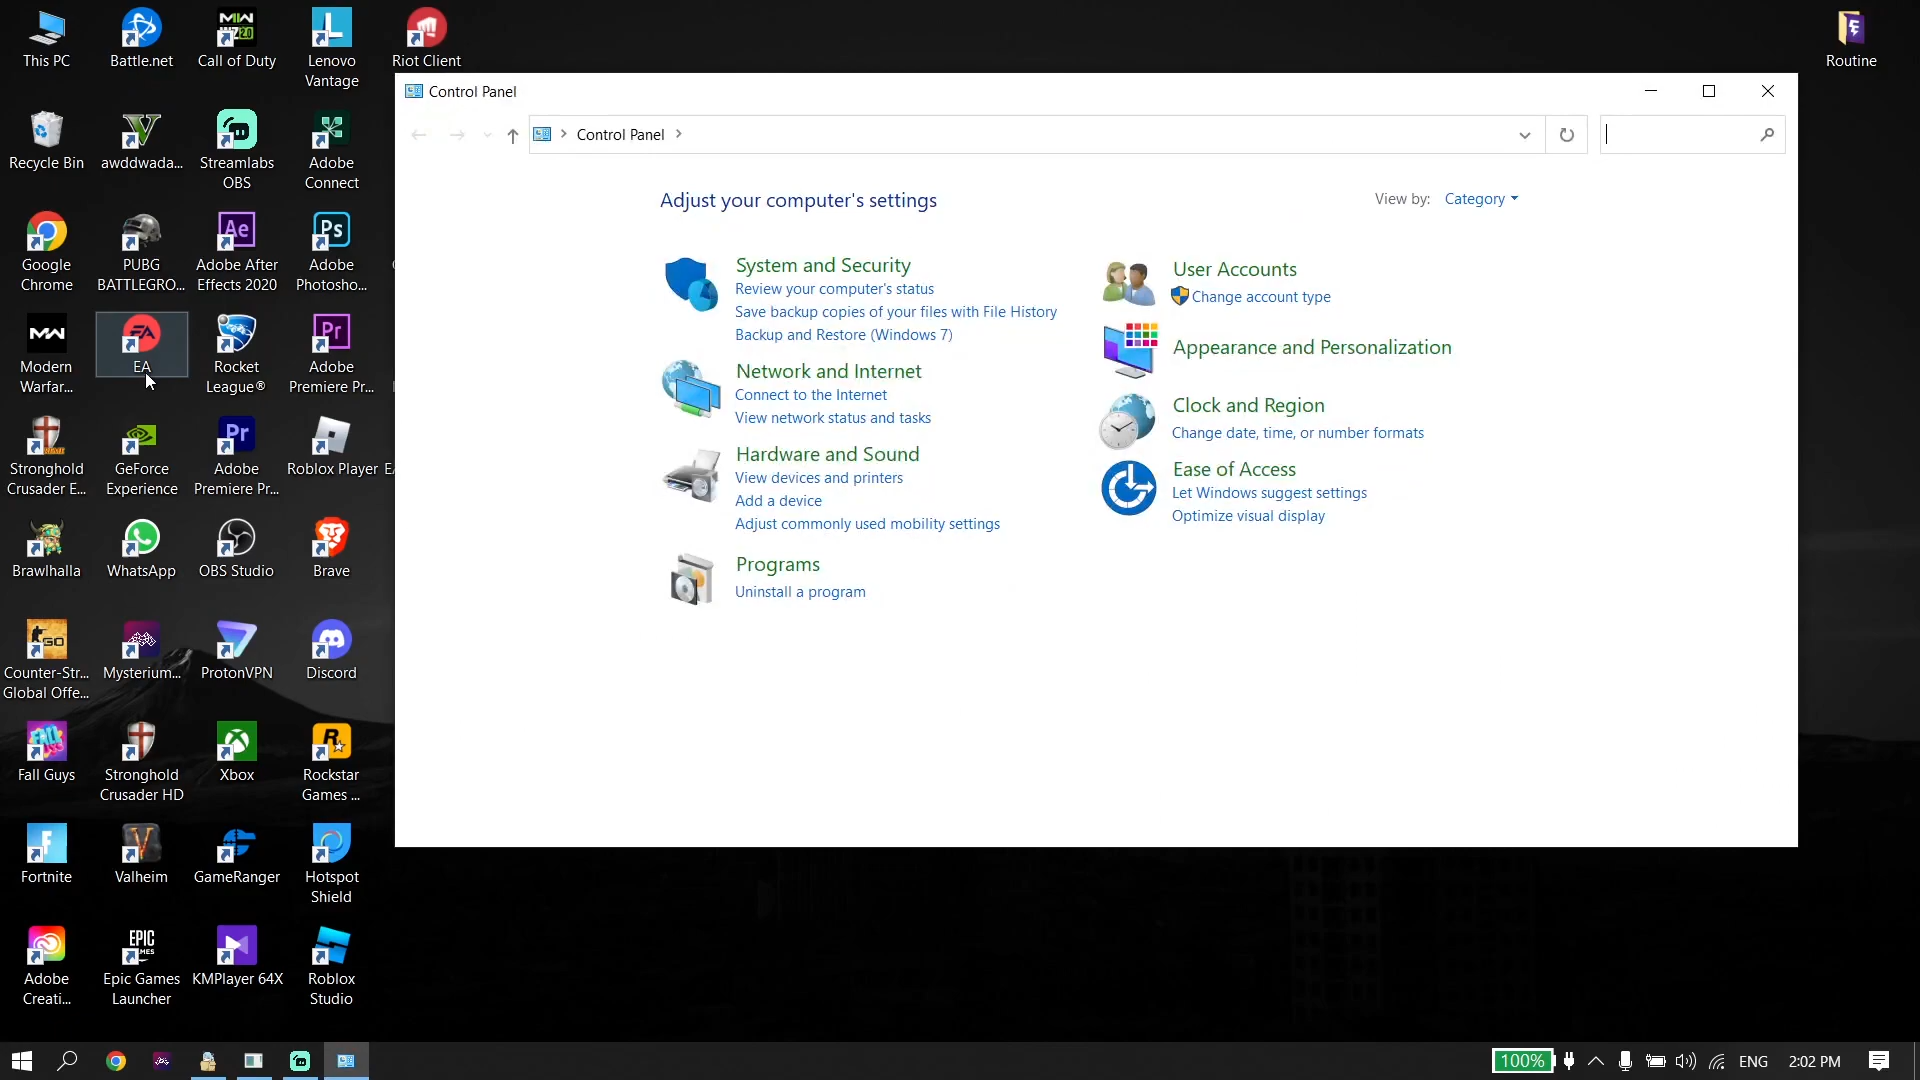 This PC
Battle.net
Call of Duty
Lenovo
Vantage
Riot Client
Routine
Recycle Bin
awddwada...
Streamlabs
OBS
Adobe
Connect
Google
Chrome
PUBG
BATTLEGRO...
Adobe After
Effects 2020
Adobe
Photosho...
Modern
Warfar...
EA
Rocket
League®
Adobe
Premiere Pr...
Stronghold
Crusader E...
GeForce
Experience
Adobe
Premiere Pr...
Roblox Player
Brawlhalla
WhatsApp
OBS Studio
Brave
Counter-Str...
Global Offe...
Mysterium...
ProtonVPN
Discord
Fall Guys
Stronghold
Crusader HD
Xbox
Rockstar
Games ...
Fortnite
Valheim
GameRanger
Hotspot
Shield
Adobe
Creati...
Epic Games
Launcher
KMPlayer 64X
Roblox
Studio
Control Panel
Control Panel
Adjust your computer's settings
View by: Category
System and Security
Review your computer's status
Save backup copies of your files with File History
Backup and Restore (Windows 7)
Network and Internet
Connect to the Internet
View network status and tasks
Hardware and Sound
View devices and printers
Add a device
Adjust commonly used mobility settings
Programs
Uninstall a program
User Accounts
Change account type
Appearance and Personalization
Clock and Region
Change date, time, or number formats
Ease of Access
Let Windows suggest settings
Optimize visual display
100%
ENG
2:02 PM